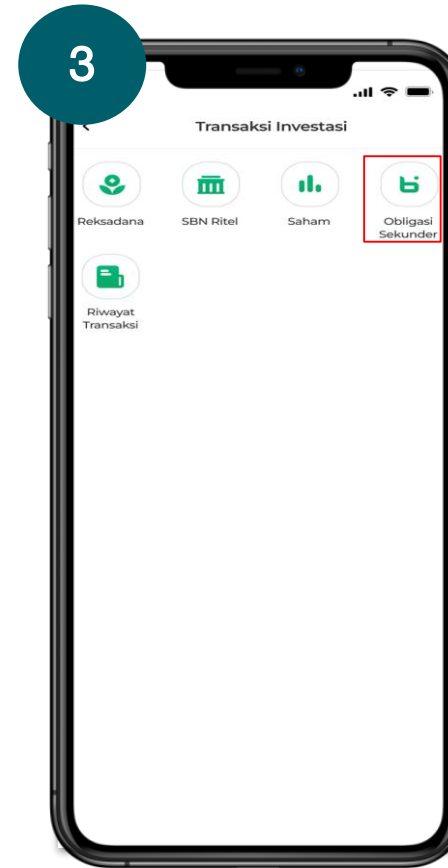 3
Transaksi Investasi
Reksadana
SBN Ritel
Saham
Obligasi
Sekunder
Riwayat
Transaksi